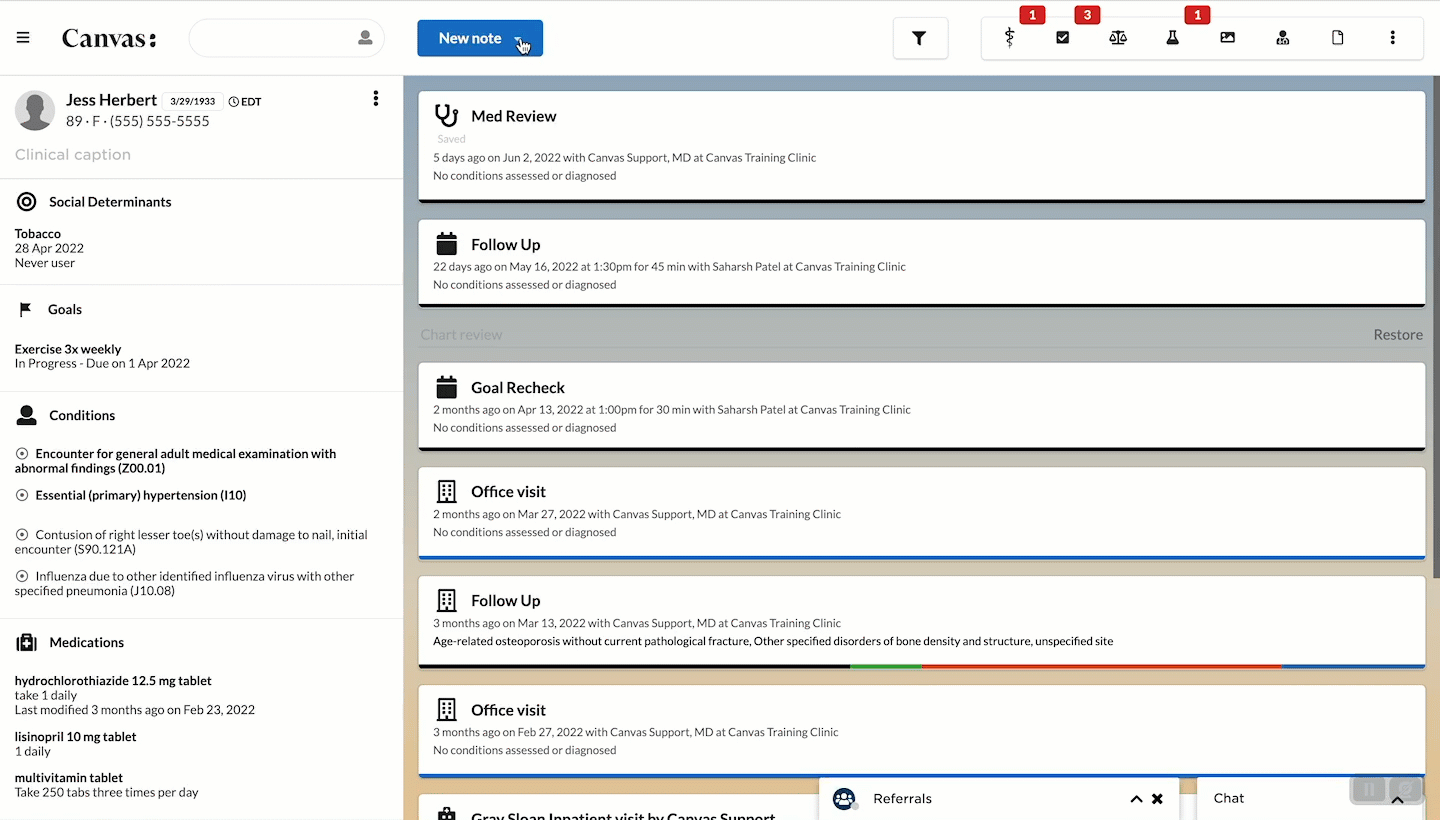 Canvas:
New note
1
3
1
Jess Herbert 3/29/1933 EDT
89 · F · (555) 555-5555
Clinical caption
Social Determinants
Tobacco
28 Apr 2022
Never user
Goals
Exercise 3x weekly
In Progress - Due on 1 Apr 2022
Conditions
Encounter for general adult medical examination with
abnormal findings (Z00.01)
Essential (primary) hypertension (I10)
Contusion of right lesser toe(s) without damage to nail, initial
encounter (S90.121A)
Influenza due to other identified influenza virus with other
specified pneumonia (J10.08)
Medications
hydrochlorothiazide 12.5 mg tablet
take 1 daily
Last modified 3 months ago on Feb 23, 2022
lisinopril 10 mg tablet
1 daily
multivitamin tablet
Take 250 tabs three times per day
Med Review
Saved
5 days ago on Jun 2, 2022 with Canvas Support, MD at Canvas Training Clinic
No conditions assessed or diagnosed
Follow Up
22 days ago on May 16, 2022 at 1:30pm for 45 min with Saharsh Patel at Canvas Training Clinic
No conditions assessed or diagnosed
Chart review Restore
Goal Recheck
2 months ago on Apr 13, 2022 at 1:00pm for 30 min with Saharsh Patel at Canvas Training Clinic
No conditions assessed or diagnosed
Office visit
2 months ago on Mar 27, 2022 with Canvas Support, MD at Canvas Training Clinic
No conditions assessed or diagnosed
Follow Up
3 months ago on Mar 13, 2022 with Canvas Support, MD at Canvas Training Clinic
Age-related osteoporosis without current pathological fracture, Other specified disorders of bone density and structure, unspecified site
Office visit
3 months ago on Feb 27, 2022 with Canvas Support, MD at Canvas Training Clinic
No conditions assessed or diagnosed
Gray Sloan Inpatient visit by Canvas Support
Referrals
Chat